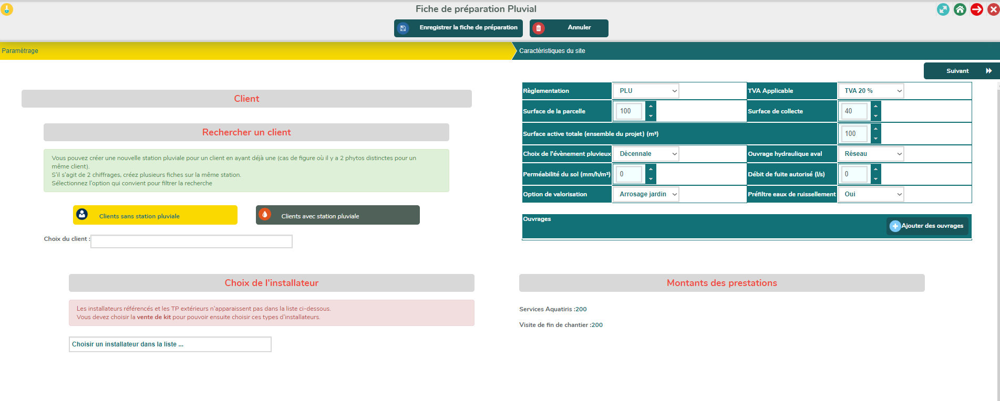 Fiche de préparation Pluvial
Enregistrer la fiche de préparation
Annuler
Paramétrage
Caractéristiques du site
Suivant
Client
Rechercher un client
Vous pouvez créer une nouvelle station pluviale pour un client en ayant déjà une (cas de figure où il y a 2 phytos distinctes pour un
même client).
S'il s'agit de 2 chiffrages, créez plusieurs fiches sur la même station.
Sélectionnez l'option qui convient pour filtrer la recherche
Clients sans station pluviale
Clients avec station pluviale
Choix du client :
Règlementation PLU TVA Applicable TVA 20 %
Surface de la parcelle 100 Surface de collecte 40
Surface active totale (ensemble du projet) (m²) 100
Choix de l'évènement pluvieux Décennale Ouvrage hydraulique aval Réseau
Perméabilité du sol (mm/h/m²) 0 Débit de fuite autorisé (l/s) 0
Option de valorisation Arrosage jardin Préfiltre eaux de ruissellement Oui
Ouvrages
Ajouter des ouvrages
Choix de l'installateur
Les installateurs référencés et les TP extérieurs n'apparaissent pas dans la liste ci-dessous.
Vous devez choisir la vente de kit pour pouvoir ensuite choisir ces types d'installateurs.
Choisir un installateur dans la liste ...
Montants des prestations
Services Aquatiris :200
Visite de fin de chantier :200